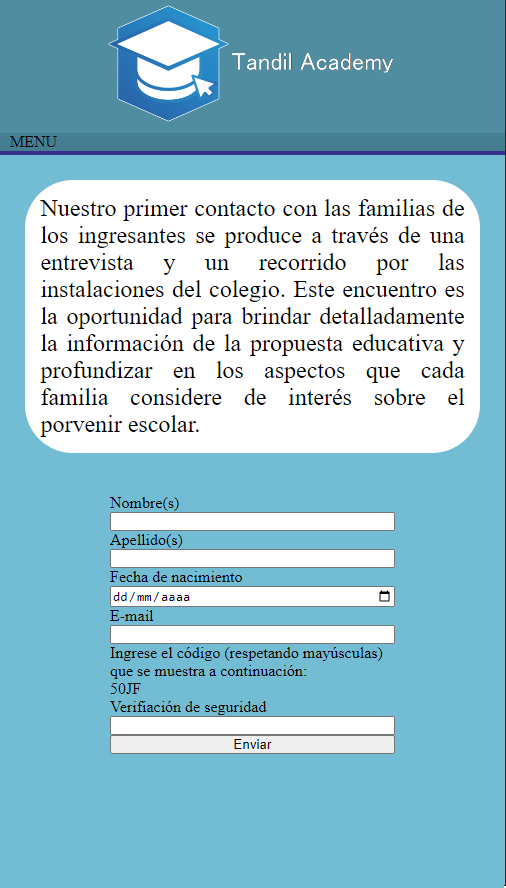 Tandil Academy
MENU
Nuestro primer contacto con las familias de
los ingresantes se produce a través de una
entrevista y un recorrido por las
instalaciones del colegio. Este encuentro es
la oportunidad para brindar detalladamente
la información de la propuesta educativa y
profundizar en los aspectos que cada
familia considere de interés sobre el
porvenir escolar.
Nombre(s)
Apellido(s)
Fecha de nacimiento
dd/mm/aaaa
E-mail
Ingrese el código (respetando mayúsculas)
que se muestra a continuación:
50JF
Verifiación de seguridad
Enviar